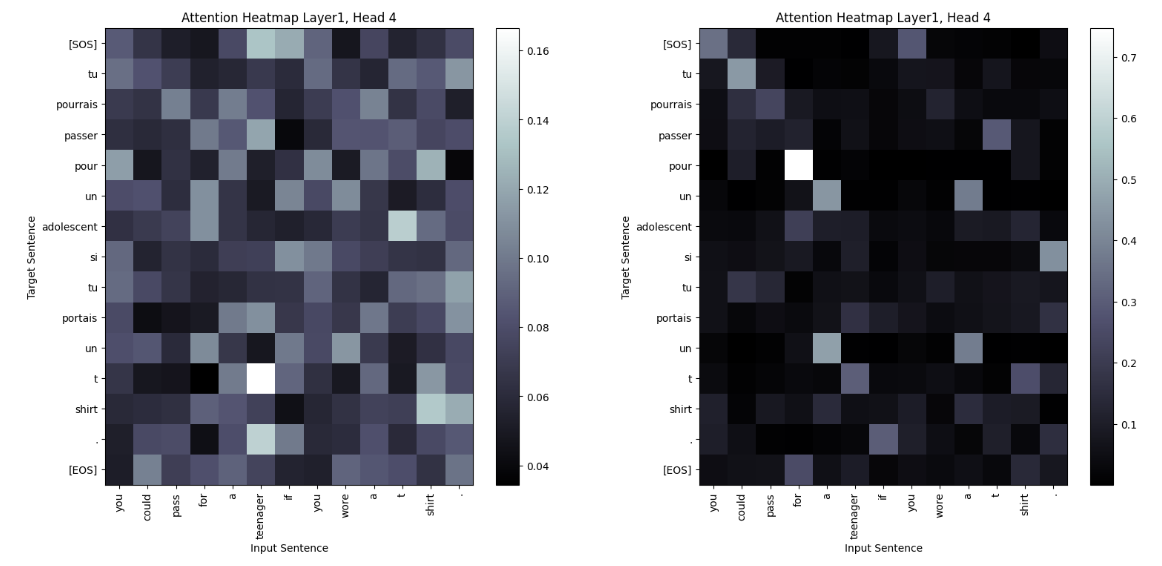 Attention Heatmap Layer1, Head 4
Target Sentence
[SOS]
tu
pourrais
passer
pour
un
adolescent
si
tu
portais
un
t
shirt
.
[EOS]
you
could
pass
for
a
teenager
if
you
wore
a
t
shirt
.
Input Sentence
0.16
0.14
0.12
0.10
0.08
0.06
0.04
Attention Heatmap Layer1, Head 4
Target Sentence
[SOS]
tu
pourrais
passer
pour
un
adolescent
si
tu
portais
un
t
shirt
.
[EOS]
you
could
pass
for
a
teenager
if
you
wore
a
t
shirt
.
Input Sentence
0.7
0.6
0.5
0.4
0.3
0.2
0.1